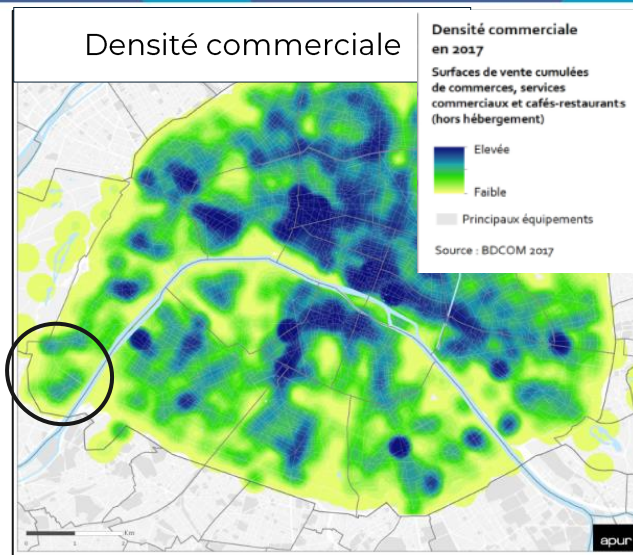 Densité commerciale
Densité commerciale
en 2017
Surfaces de vente cumulées
de commerces, services
commerciaux et cafés-restaurants
(hors hébergement)
Elevée
Faible
Principaux équipements
Source : BDCOM 2017
Km
apur